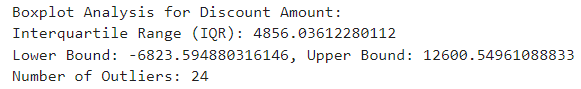 Boxplot Analysis for Discount Amount:
Interquartile Range (IQR): 4856.03612280112
Lower Bound: -6823.594880316146, Upper Bound: 12600.54961088833
Number of Outliers: 24